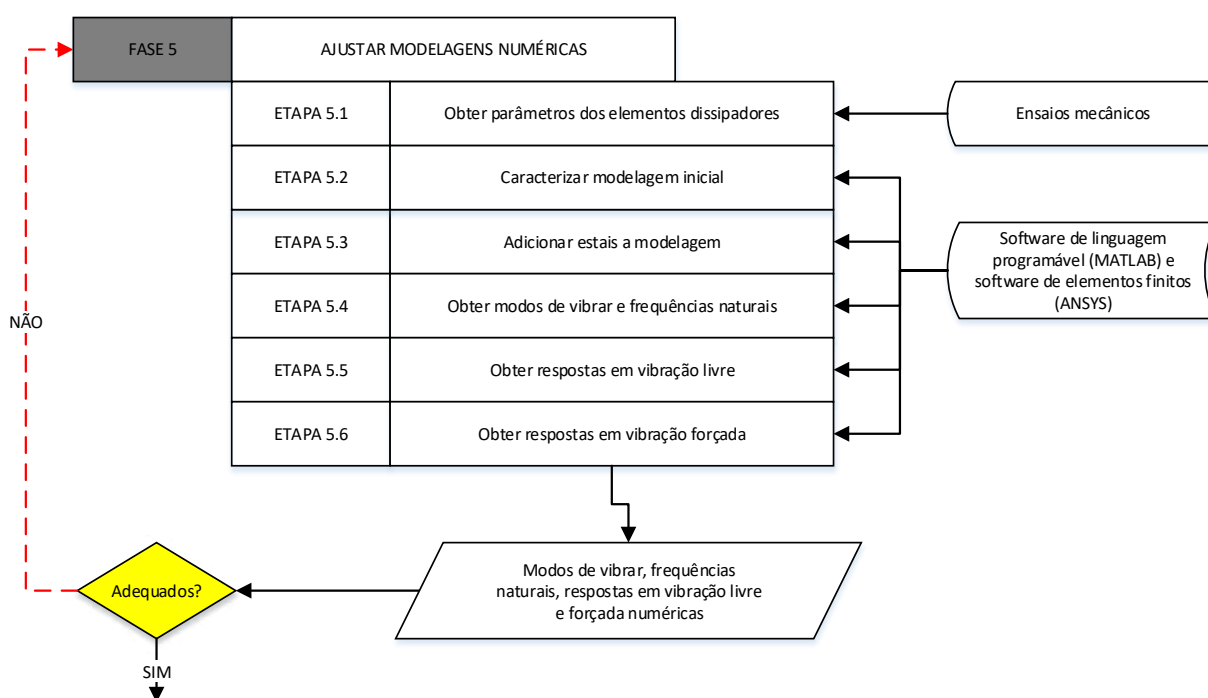 FASE 5
AJUSTAR MODELAGENS NUMÉRICAS
ETAPA 5.1
Obter parâmetros dos elementos dissipadores
Ensaios mecânicos
ETAPA 5.2
Caracterizar modelagem inicial
ETAPA 5.3
Adicionar estais a modelagem
Software de linguagem
programável (MATLAB) e
software de elementos finitos
(ANSYS)
ETAPA 5.4
Obter modos de vibrar e frequências naturais
NÃO
ETAPA 5.5
Obter respostas em vibração livre
ETAPA 5.6
Obter respostas em vibração forçada
Modos de vibrar, frequências
naturais, respostas em vibração livre
e forçada numéricas
Adequados?
SIM